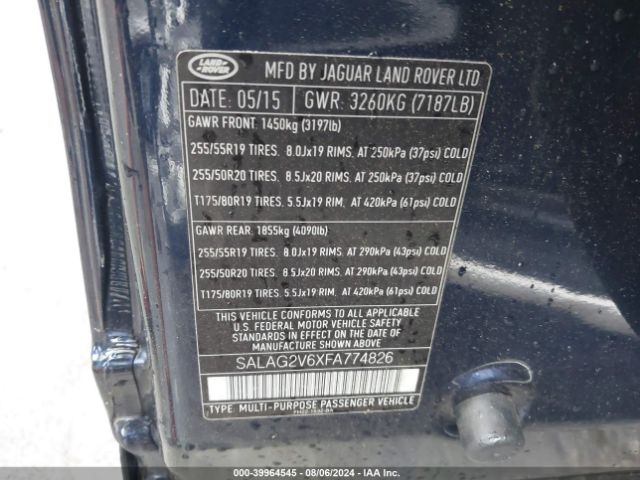 LAND
ROVER
MFD BY JAGUAR LAND ROVER LTD
DATE: 05/15 GWR: 3260KG (7187LB)
GAWR FRONT: 1450kg (3197lb)
255/55R19 TIRES. 8.0Jx19 RIMS. AT 250kPa (37psi) COLD
255/50R20 TIRES. 8.5Jx20 RIMS. AT 250kPa (37psi) COLD
T175/80R19 TIRES. 5.5Jx19 RIM. AT 420kPa (61psi) COLD
GAWR REAR: 1855kg (4090lb)
255/55R19 TIRES. 8.0Jx19 RIMS. AT 290kPa (43psi) COLD
255/50R20 TIRES. 8.5Jx20 RIMS. AT 290kPa (43psi) COLD
T175/80R19 TIRES. 5.5Jx19 RIM. AT 420kPa (61psi) COLD
THIS VEHICLE CONFORMS TO ALL APPLICABLE
U.S. FEDERAL MOTOR VEHICLE SAFETY
STANDARDS IN EFFECT ON THE DATE OF
MANUFACTURE SHOWN ABOVE.
SALAG2V6XFA774826
TYPE: MULTI-PURPOSE PASSENGER VEHICLE
000-39964545 - 08/06/2024 - IAA Inc.